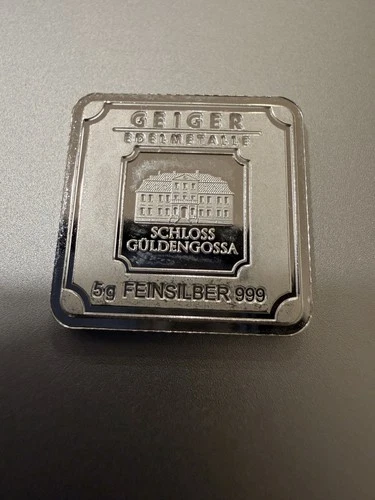 GEIGER
EDELMETALLE
SCHLOSS
GÜLDENGOSSA
5g FEINSILBER 999